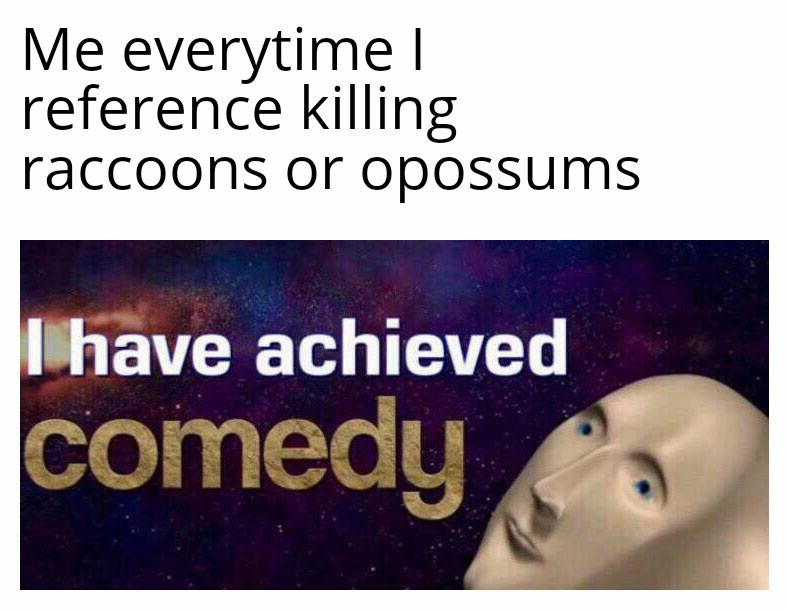 Me everytime I
reference killing
raccoons or opossums
I have achieved
comedy